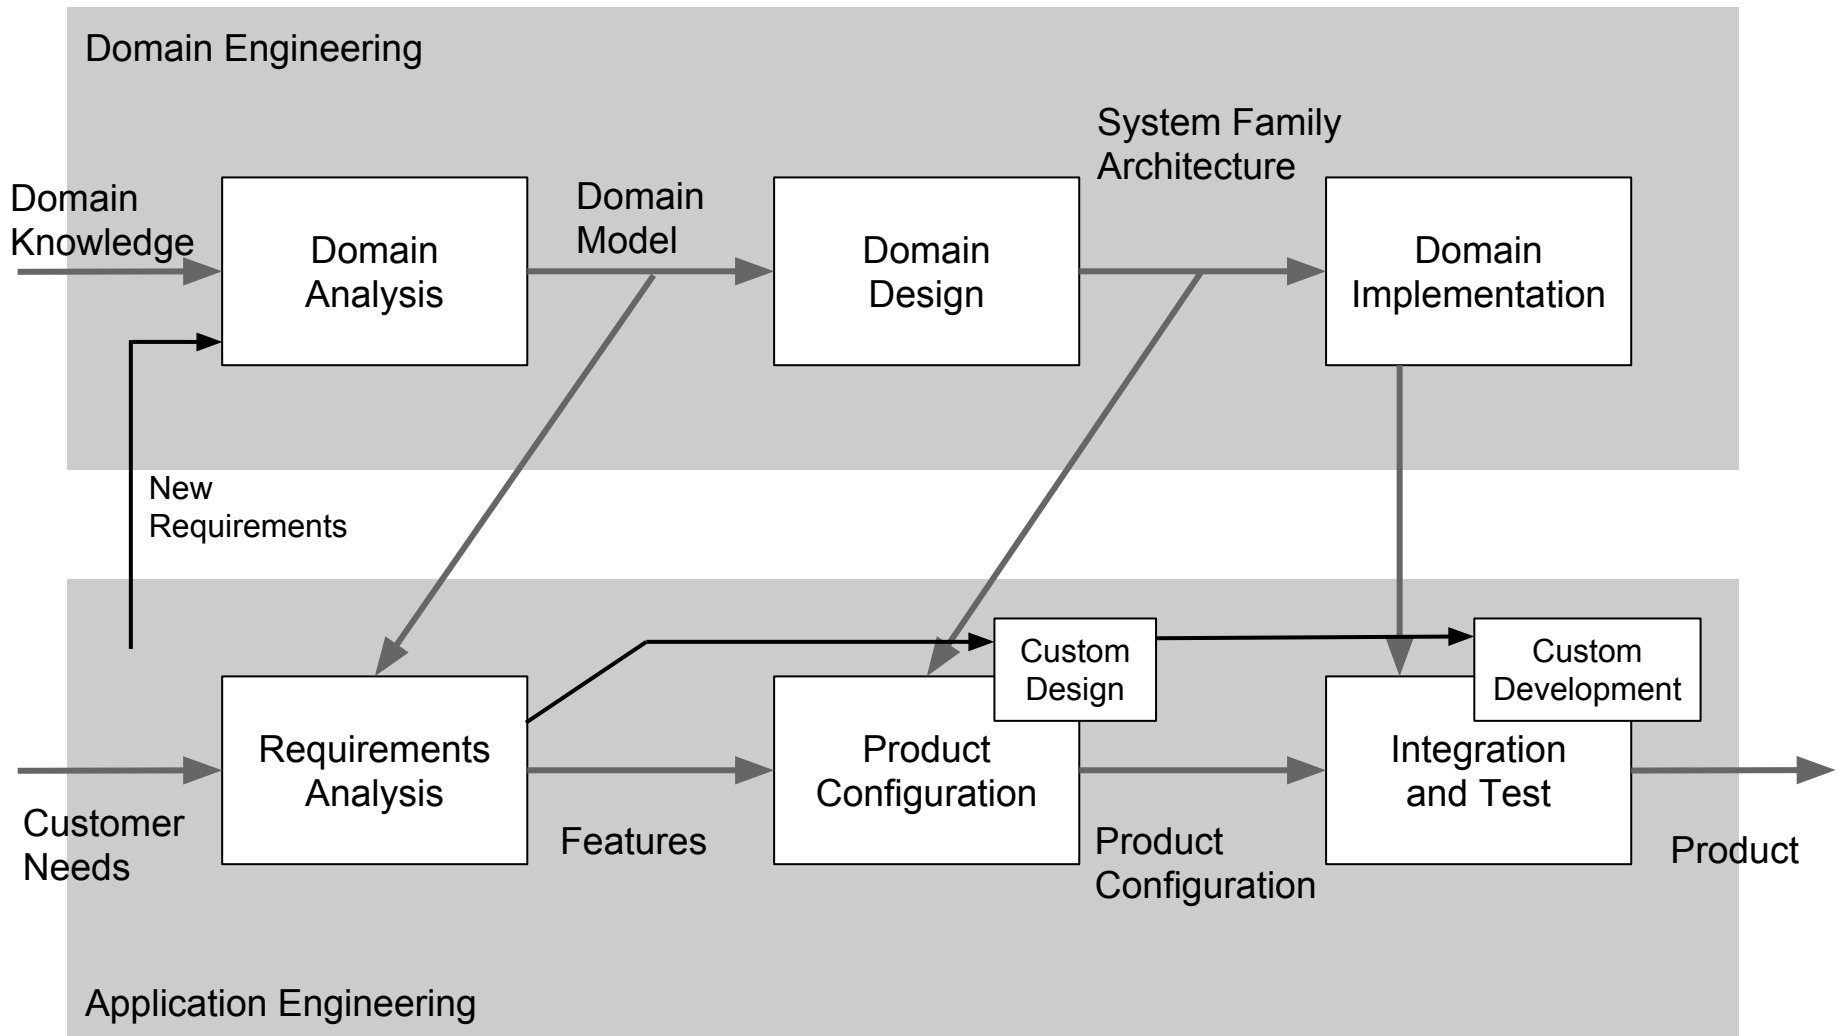 Domain Engineering
System Family
Architecture
Domain
Knowledge
Domain
Analysis
Domain
Model
Domain
Design
Domain
Implementation
New
Requirements
Custom
Design
Custom
Development
Requirements
Analysis
Product
Configuration
Integration
and Test
Customer
Needs
Features
Product
Configuration
Product
Application Engineering